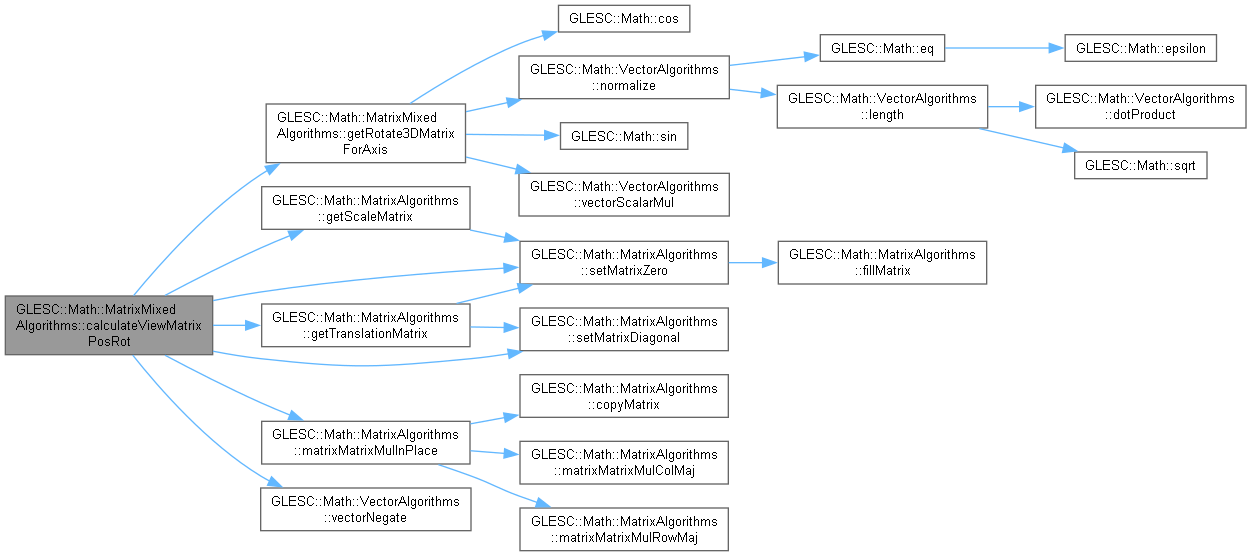 GLESC::Math::MatrixMixed
Algorithms::calculateViewMatrix
PosRot
GLESC::Math::MatrixMixed
Algorithms::getRotate3DMatrix
ForAxis
GLESC::Math::cos
GLESC::Math::VectorAlgorithms
::normalize
GLESC::Math::eq
GLESC::Math::epsilon
GLESC::Math::VectorAlgorithms
::length
GLESC::Math::VectorAlgorithms
::dotProduct
GLESC::Math::sqrt
GLESC::Math::sin
GLESC::Math::VectorAlgorithms
::vectorScalarMul
GLESC::Math::MatrixAlgorithms
::getScaleMatrix
GLESC::Math::MatrixAlgorithms
::setMatrixZero
GLESC::Math::MatrixAlgorithms
::fillMatrix
GLESC::Math::MatrixAlgorithms
::getTranslationMatrix
GLESC::Math::MatrixAlgorithms
::setMatrixDiagonal
GLESC::Math::MatrixAlgorithms
::matrixMatrixMulInPlace
GLESC::Math::MatrixAlgorithms
::copyMatrix
GLESC::Math::MatrixAlgorithms
::matrixMatrixMulColMaj
GLESC::Math::MatrixAlgorithms
::matrixMatrixMulRowMaj
GLESC::Math::VectorAlgorithms
::vectorNegate